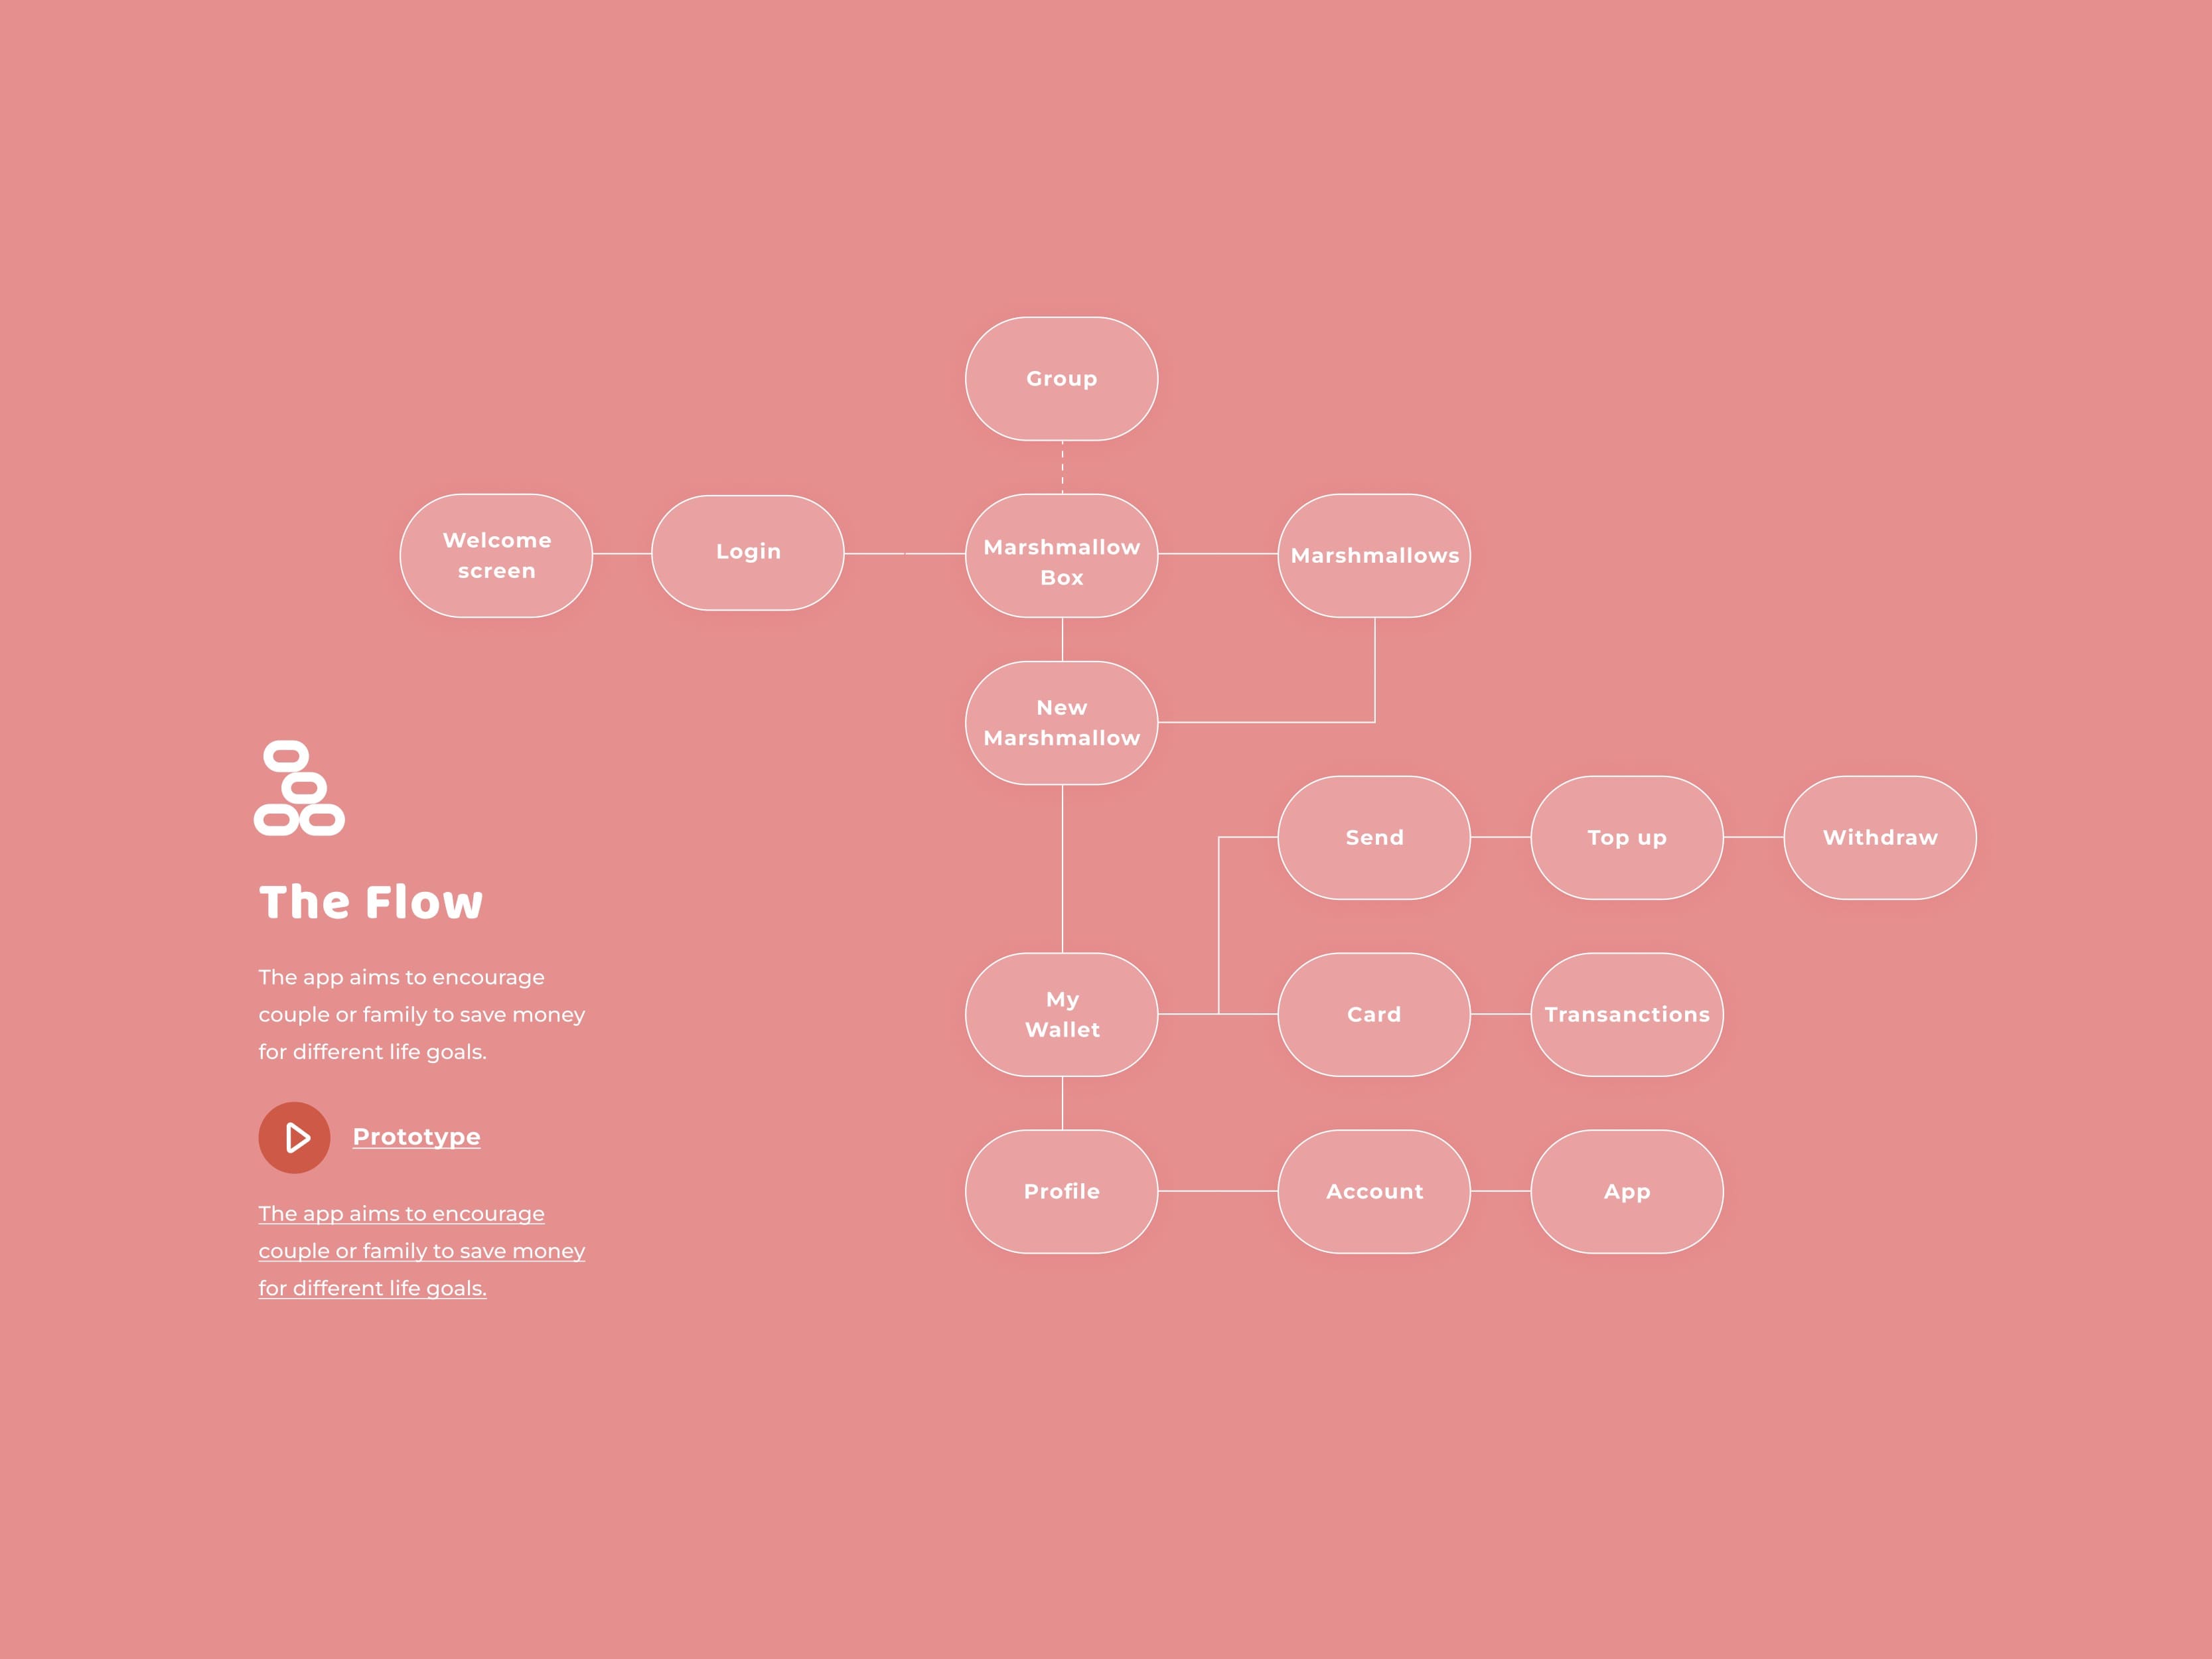 Group
Welcome
screen
Login
Marshmallow
Box
Marshmallows
New
Marshmallow
Send
Top up
Withdraw
My
Wallet
Card
Transanctions
Profile
Account
App
The Flow
The app aims to encourage
couple or family to save money
for different life goals.
Prototype
The app aims to encourage
couple or family to save money
for different life goals.